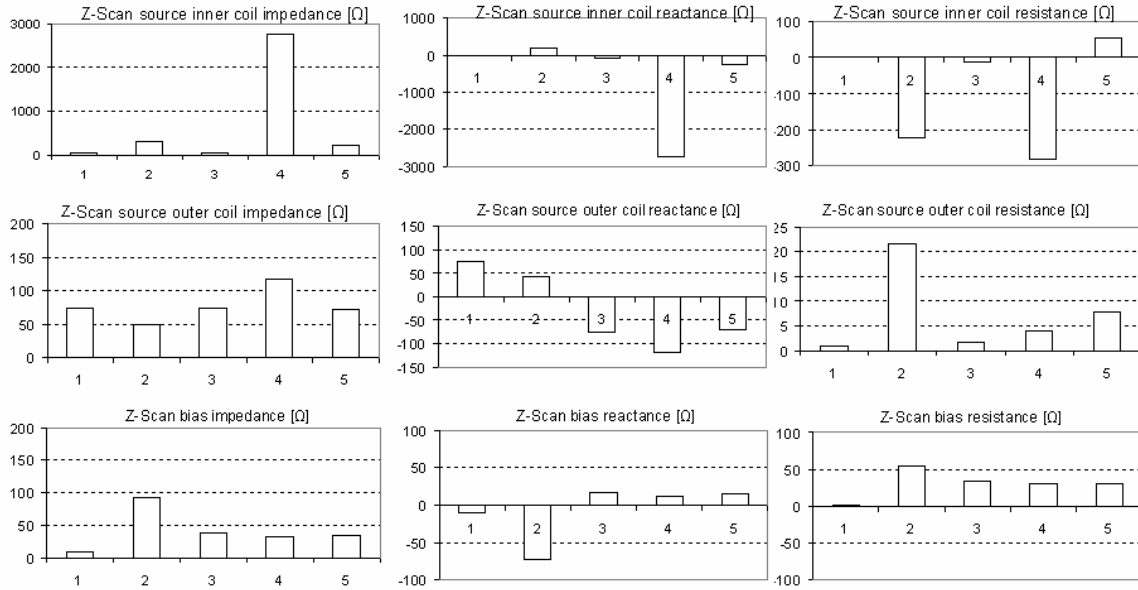 Z-Scan source inner coil impedance [Ω]
3000
2000
1000
0
1 2 3 4 5
Z-Scan source inner coil reactance [Ω]
1000
0
-1000
-2000
-3000
1 2 3 4 5
Z-Scan source inner coil resistance [Ω]
100
0
-100
-200
-300
1 2 3 4 5
Z-Scan source outer coil impedance [Ω]
200
150
100
50
0
1 2 3 4 5
Z-Scan source outer coil reactance [Ω]
150
100
50
0
-50
-100
-150
1 2 3 4 5
Z-Scan source outer coil resistance [Ω]
25
20
15
10
5
0
1 2 3 4 5
Z-Scan bias impedance [Ω]
200
150
100
50
0
1 2 3 4 5
Z-Scan bias reactance [Ω]
100
50
0
-50
-100
1 2 3 4 5
Z-Scan bias resistance [Ω]
100
50
0
-50
-100
1 2 3 4 5